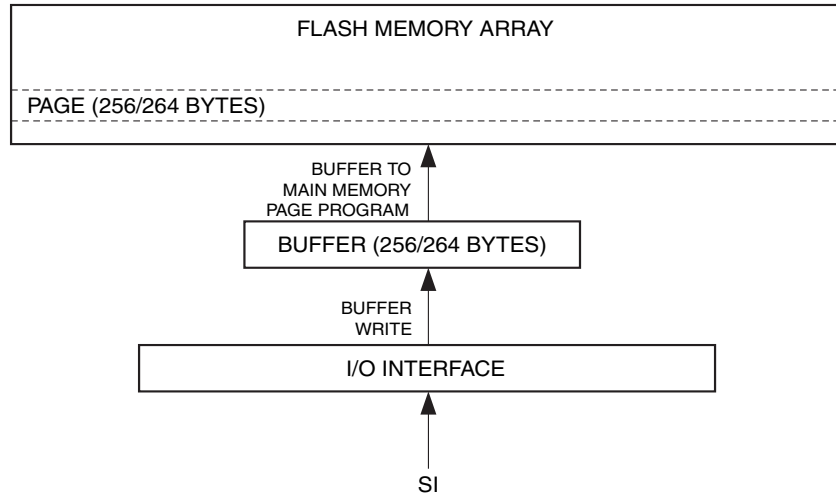 FLASH MEMORY ARRAY
PAGE (256/264 BYTES)
BUFFER TO
MAIN MEMORY
PAGE PROGRAM
BUFFER (256/264 BYTES)
BUFFER
WRITE
I/O INTERFACE
SI